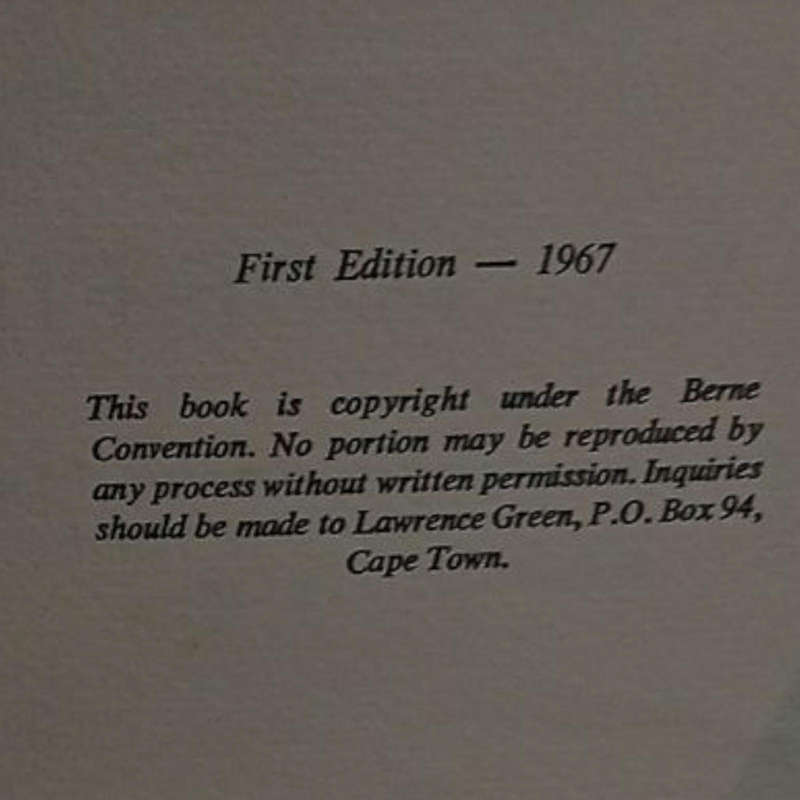 First Edition — 1967
This book is copyright under the Berne
Convention. No portion may be reproduced by
any process without written permission. Inquiries
should be made to Lawrence Green, P.O. Box 94,
Cape Town.